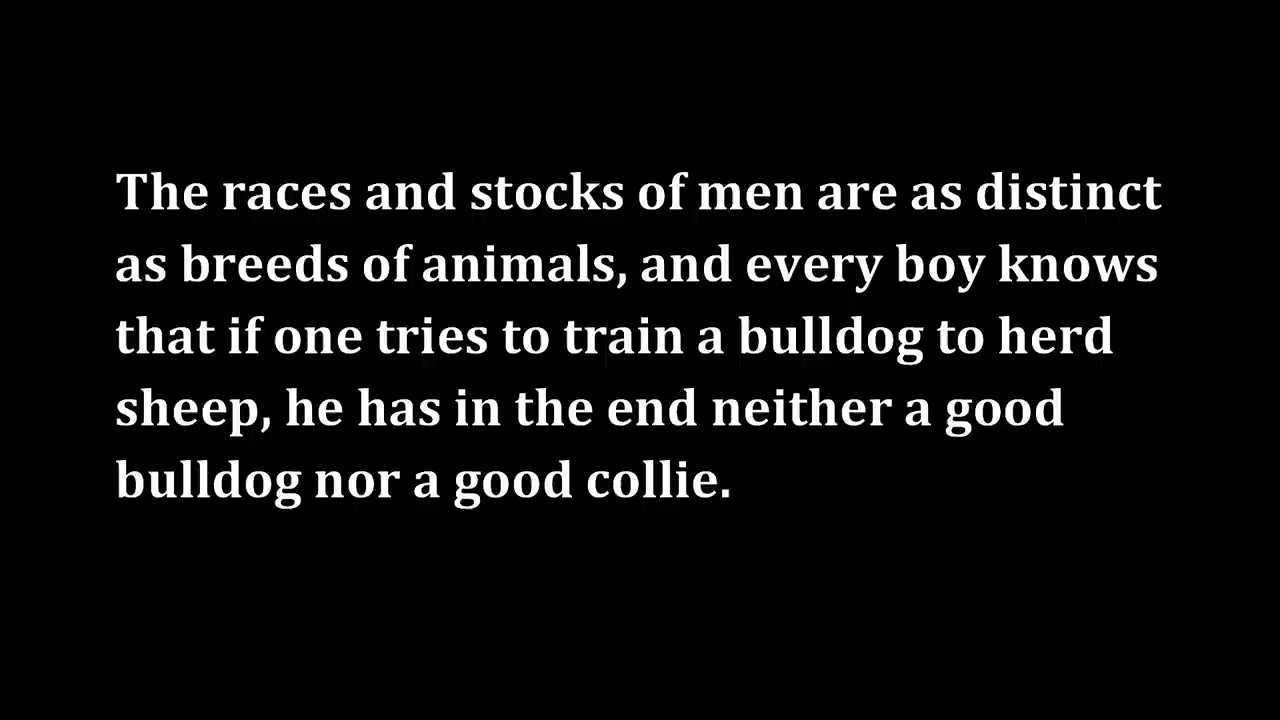 The races and stocks of men are as distinct
as breeds of animals, and every boy knows
that if one tries to train a bulldog to herd
sheep, he has in the end neither a good
bulldog nor a good collie.